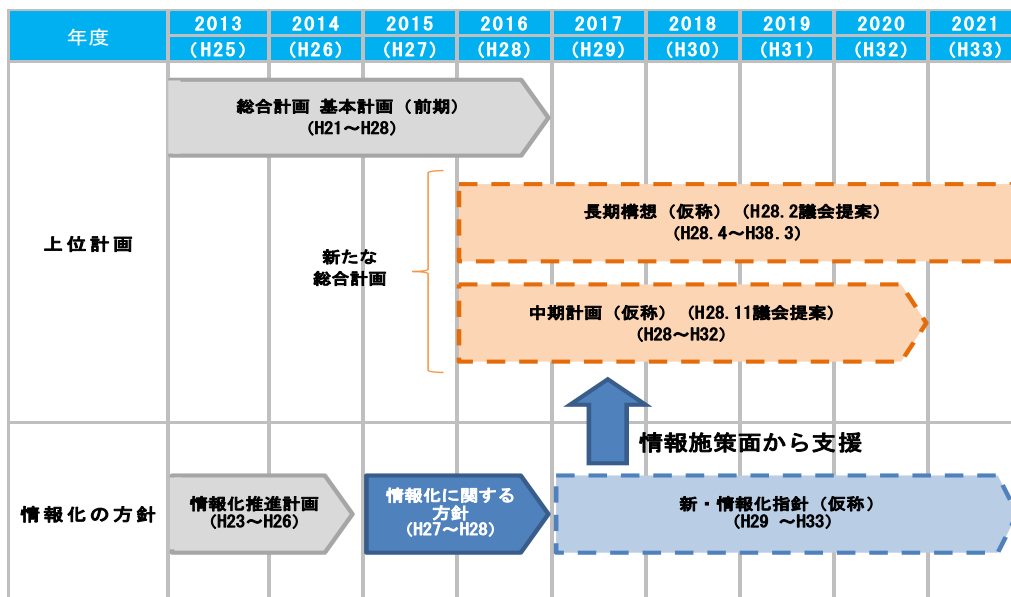 年度
2013 2014 2015 2016 2017 2018 2019 2020 2021
(H25) (H26) (H27) (H28) (H29) (H30) (H31) (H32) (H33)
総合計画 基本計画（前期）
(H21～H28)
上位計画
新たな
総合計画
長期構想（仮称）（H28.2議会提案）
(H28.4～H38.3)
中期計画（仮称）（H28.11議会提案）
(H28～H32)
情報施策面から支援
情報化の方針
情報化推進計画
(H23～H26)
情報化に関する
方針
(H27～H28)
新・情報化指針（仮称）
(H29 ～H33)